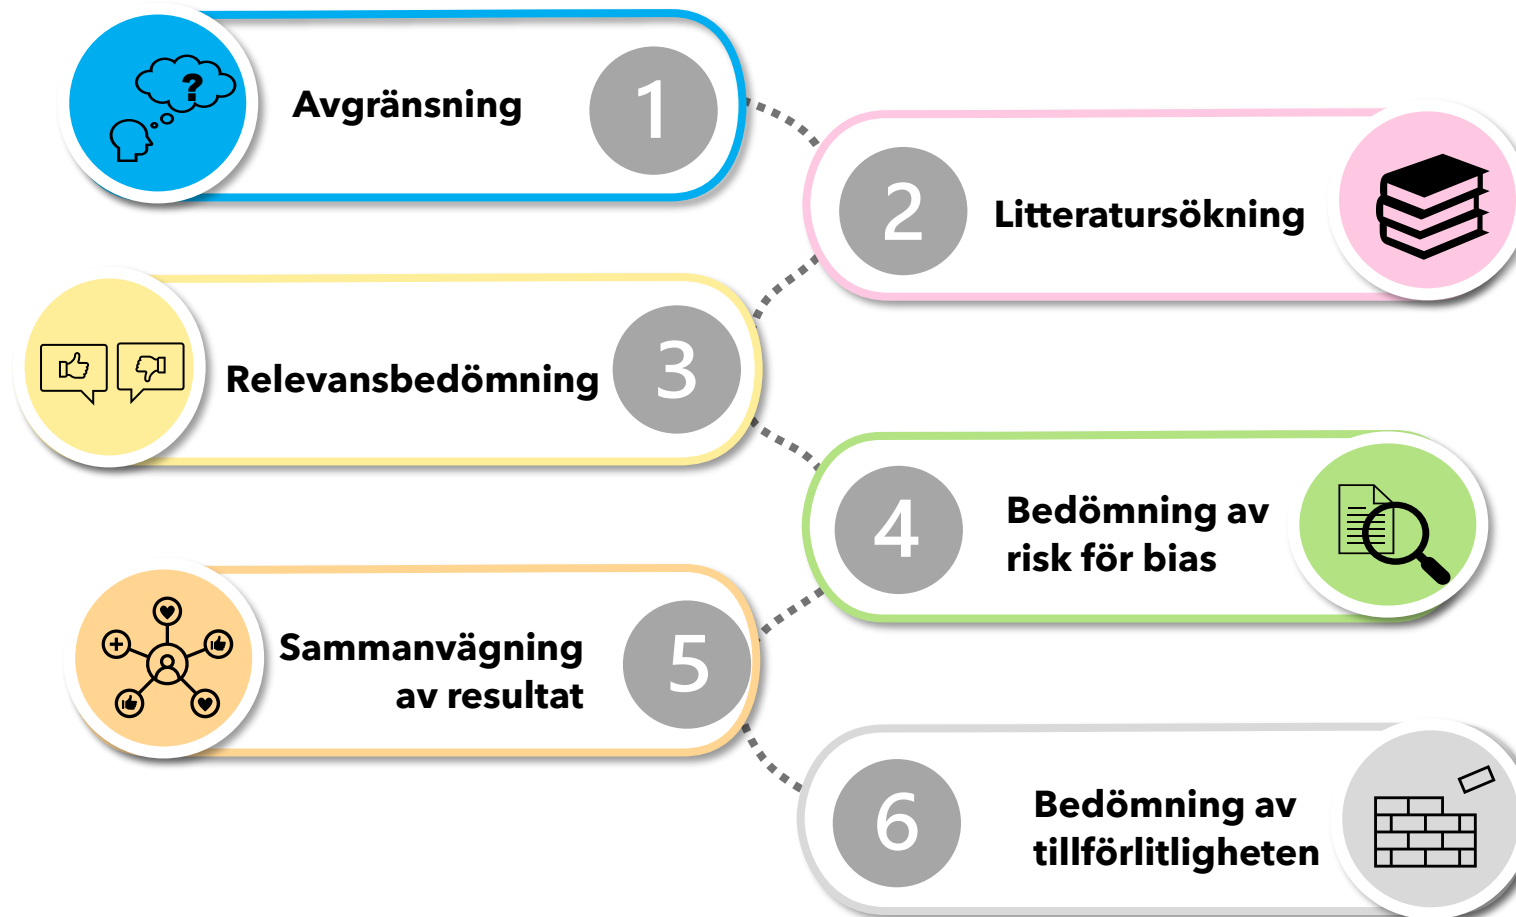 Avgränsning 1
2 Litteratursökning
Relevansbedömning 3
4 Bedömning av
risk för bias
Sammanvägning
av resultat 5
6 Bedömning av
tillförlitligheten
?